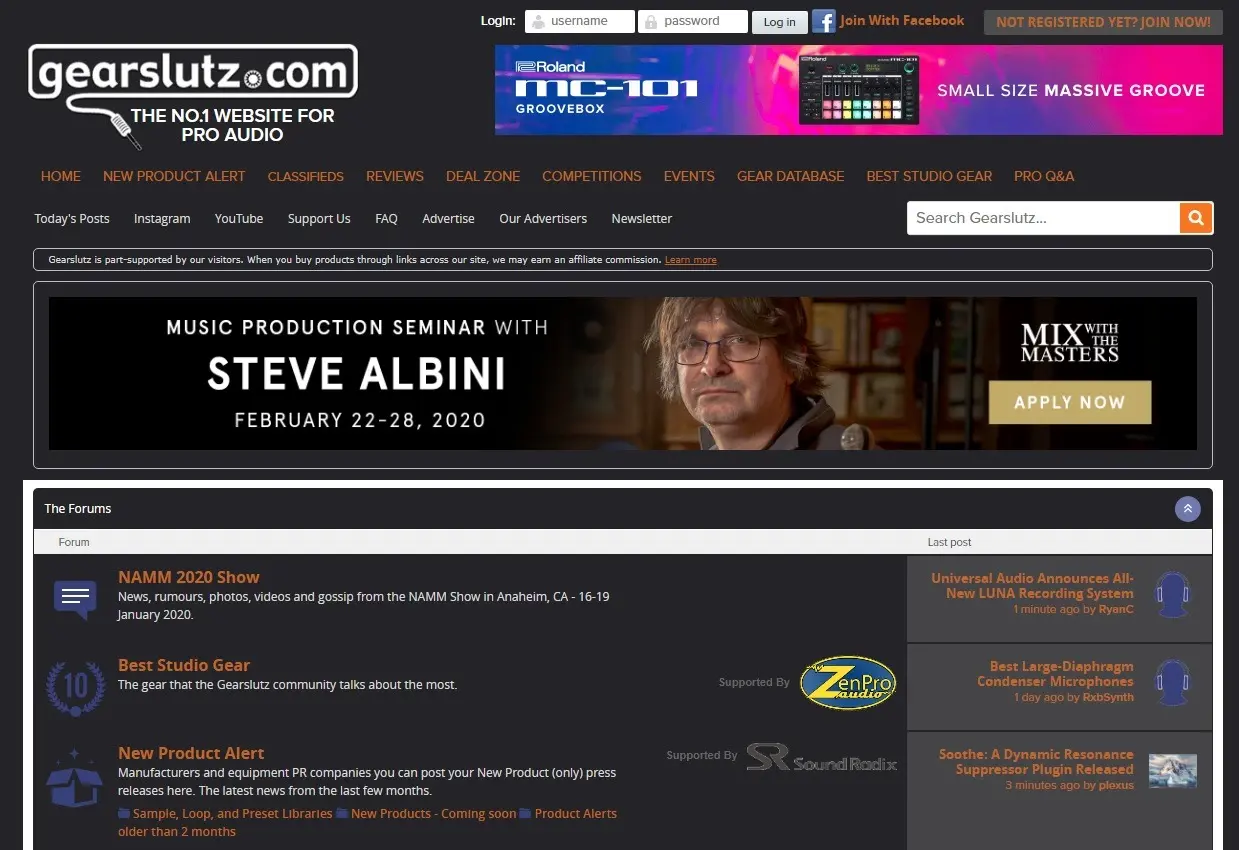 Login:
username
password
Log in
Join With Facebook
NOT REGISTERED YET? JOIN NOW!
gearslutz.com
THE NO.1 WEBSITE FOR
PRO AUDIO
Roland
MC-101
GROOVEBOX
SMALL SIZE MASSIVE GROOVE
HOME
NEW PRODUCT ALERT
CLASSIFIEDS
REVIEWS
DEAL ZONE
COMPETITIONS
EVENTS
GEAR DATABASE
BEST STUDIO GEAR
PRO Q&A
Today's Posts
Instagram
YouTube
Support Us
FAQ
Advertise
Our Advertisers
Newsletter
Search Gearslutz...
Gearslutz is part-supported by our visitors. When you buy products through links across our site, we may earn an affiliate commission. Learn more
MUSIC PRODUCTION SEMINAR WITH
STEVE ALBINI
FEBRUARY 22-28, 2020
MIX WITH THE
MASTERS
APPLY NOW
The Forums
Forum
Last post
NAMM 2020 Show
News, rumours, photos, videos and gossip from the NAMM Show in Anaheim, CA - 16-19
January 2020.
Universal Audio Announces All-
New LUNA Recording System
1 minute ago by RyanC
10
Best Studio Gear
The gear that the Gearslutz community talks about the most.
Supported By
ZenPro
audio
Best Large-Diaphragm
Condenser Microphones
1 day ago by RxbSynth
New Product Alert
Manufacturers and equipment PR companies you can post your New Product (only) press
releases here. The latest news from the last few months.
Sample, Loop, and Preset Libraries
New Products - Coming soon
Product Alerts
older than 2 months
Supported By
SR
SoundRadix
Soothe: A Dynamic Resonance
Suppressor Plugin Released
3 minutes ago by plexus